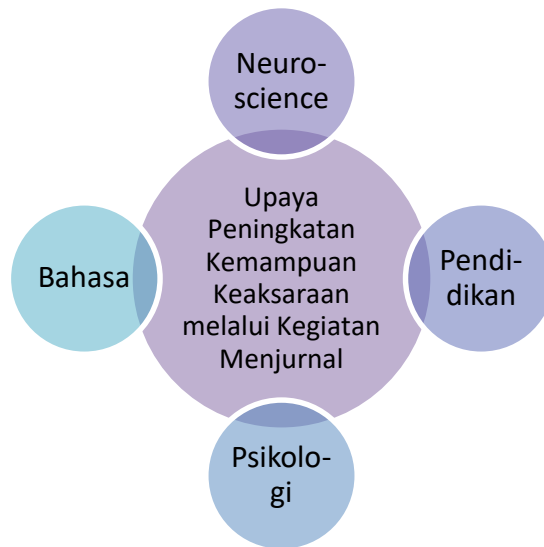 Neuro-
science
Upaya
Peningkatan
Kemampuan
Keaksaraan
melalui Kegiatan
Menjurnal
Bahasa
Pendi-
dikan
Psikolo-
gi